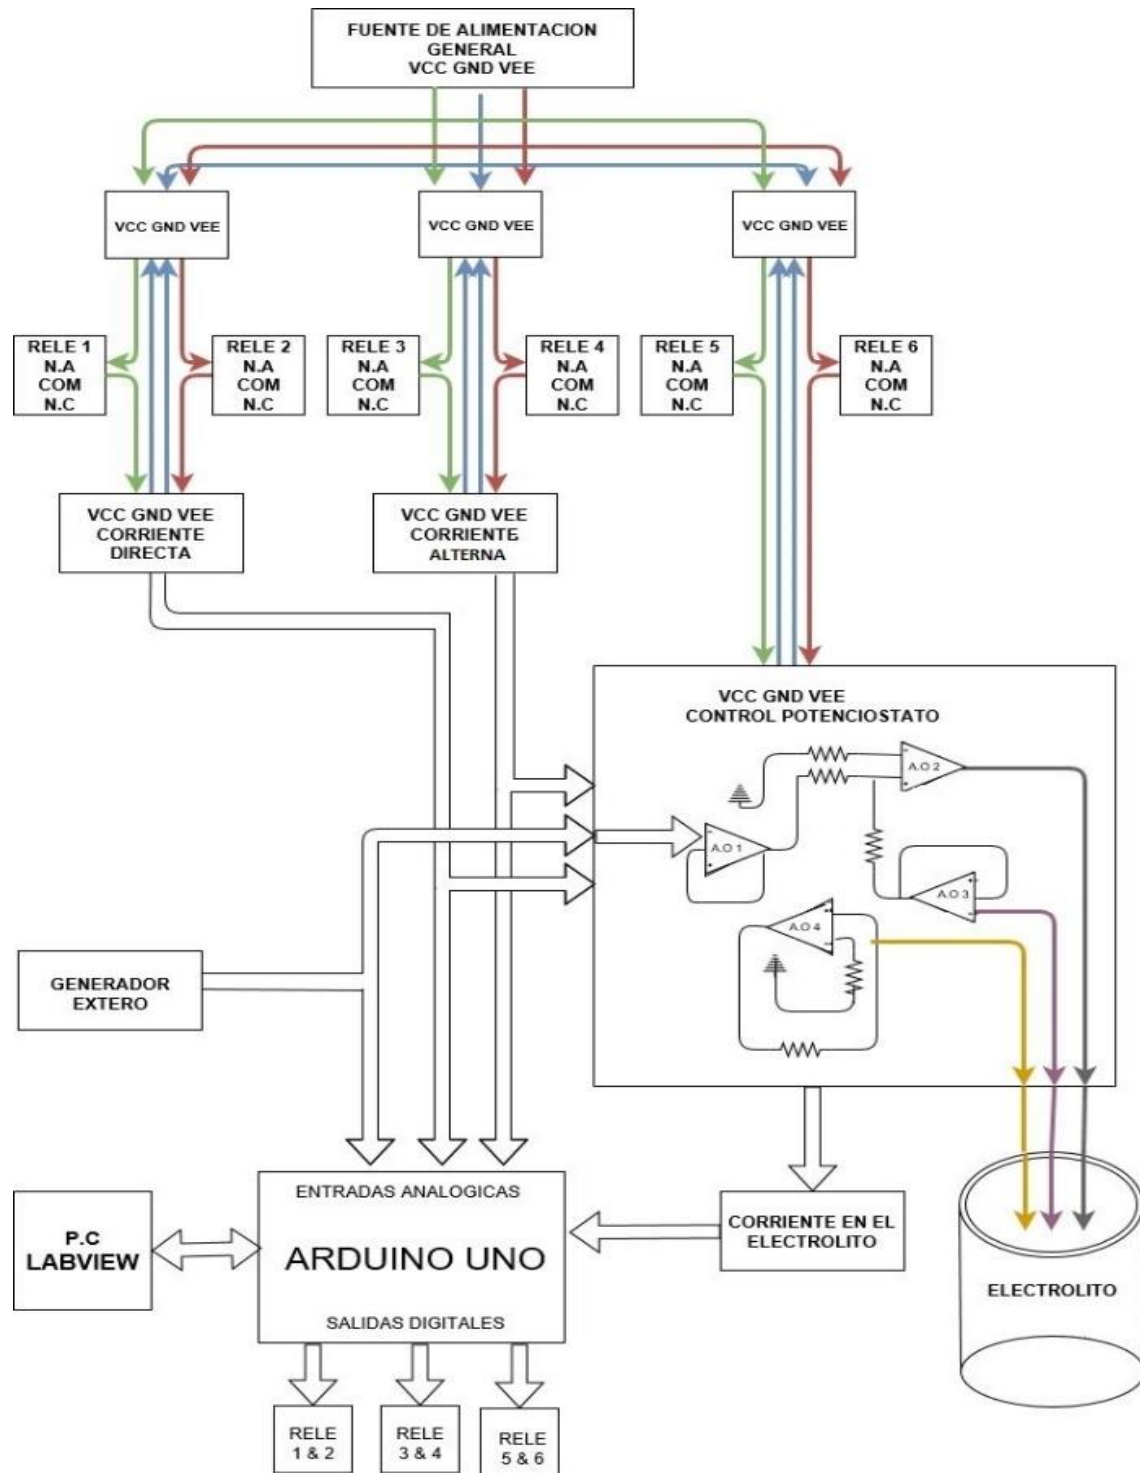 FUENTE DE ALIMENTACION
GENERAL
VCC GND VEE
VCC GND VEE
VCC GND VEE
VCC GND VEE
RELE 1
N.A
COM
N.C
RELE 2
N.A
COM
N.C
RELE 3
N.A
COM
N.C
RELE 4
N.A
COM
N.C
RELE 5
N.A
COM
N.C
RELE 6
N.A
COM
N.C
VCC GND VEE
CORRIENTE
DIRECTA
VCC GND VEE
CORRIENTE
ALTERNA
VCC GND VEE
CONTROL POTENCIOSTATO
A.O 2
A.O 1
A.O 3
A.O 4
GENERADOR
EXTERO
ENTRADAS ANALOGICAS
ARDUINO UNO
SALIDAS DIGITALES
P.C
LABVIEW
CORRIENTE EN EL
ELECTROLITO
ELECTROLITO
RELE
1 & 2
RELE
3 & 4
RELE
5 & 6